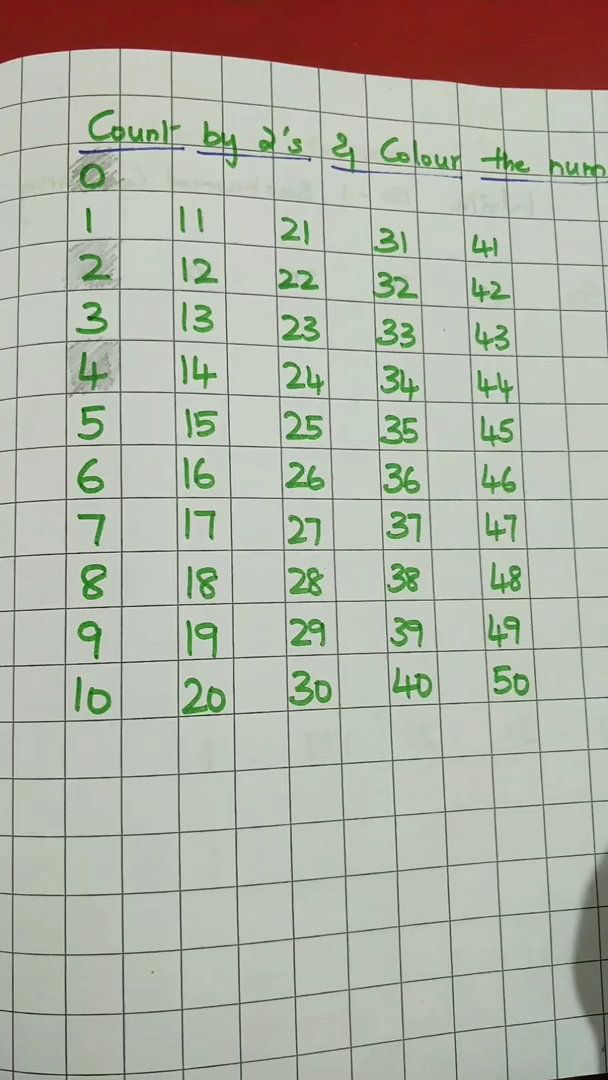 Count by 2's & Colour the num
0
1 11 21 31 41
2 12 22 32 42
3 13 23 33 43
4 14 24 34 44
5 15 25 35 45
6 16 26 36 46
7 17 27 37 47
8 18 28 38 48
9 19 29 39 49
10 20 30 40 50